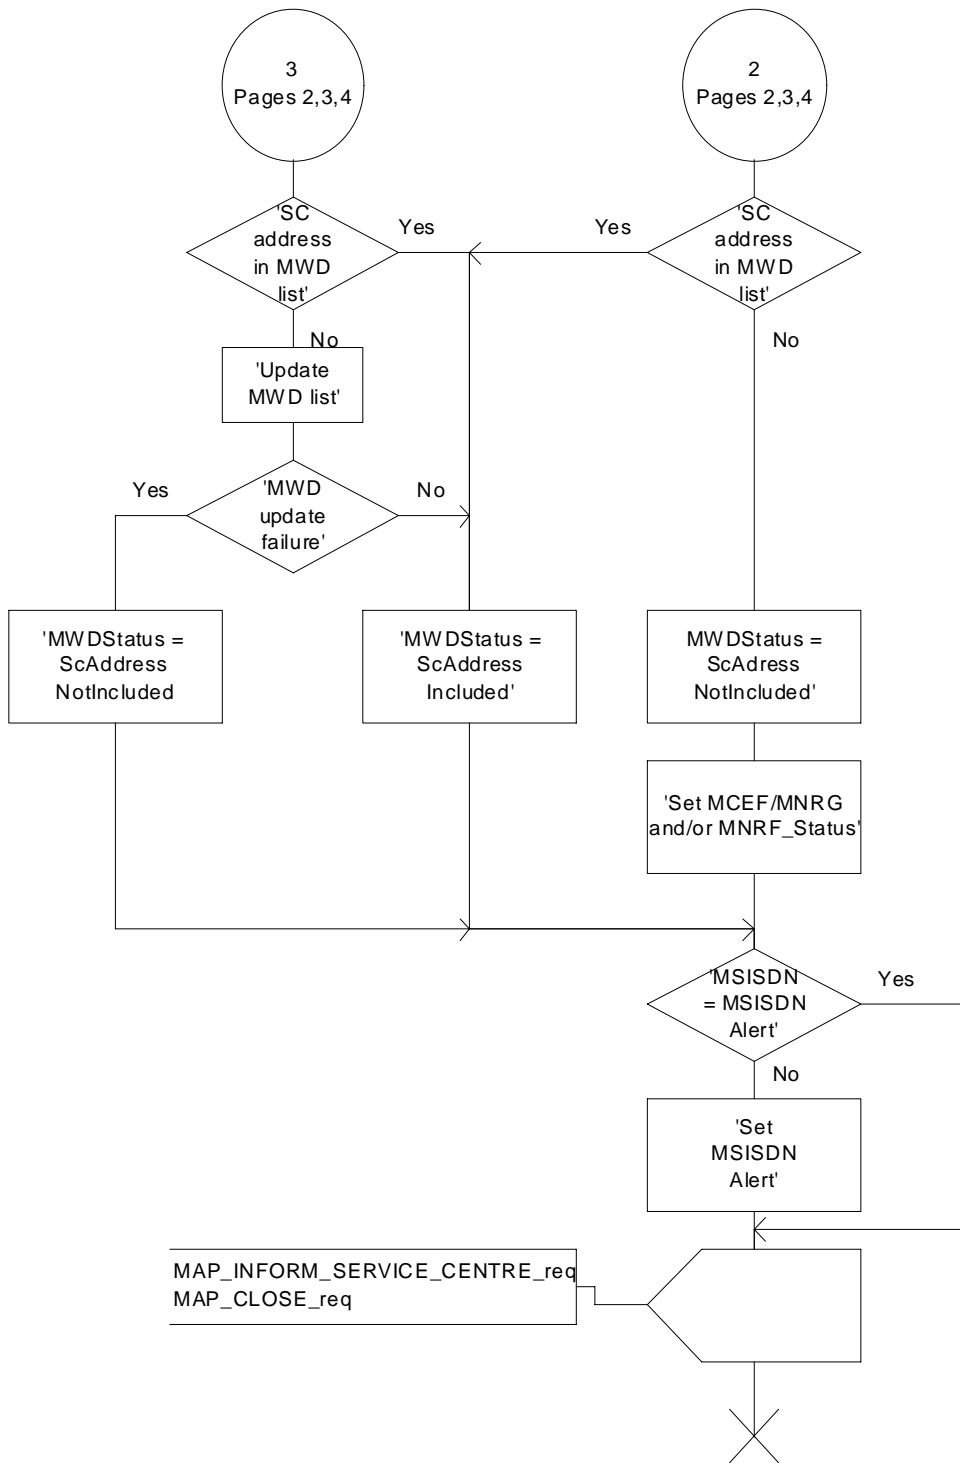 3
Pages 2,3,4
2
Pages 2,3,4
'SC
address
in MWD
list'
Yes
Yes
'SC
address
in MWD
list'
No
No
'Update
MWD list'
Yes
'MWD
update
failure'
No
'MWDStatus =
ScAddress
NotIncluded
'MWDStatus =
ScAddress
Included'
MWDStatus =
ScAdress
NotIncluded'
'Set MCEF/MNRG
and/or MNRF_Status'
'MSISDN
= MSISDN
Alert'
Yes
No
'Set
MSISDN
Alert'
MAP_INFORM_SERVICE_CENTRE_req
MAP_CLOSE_req